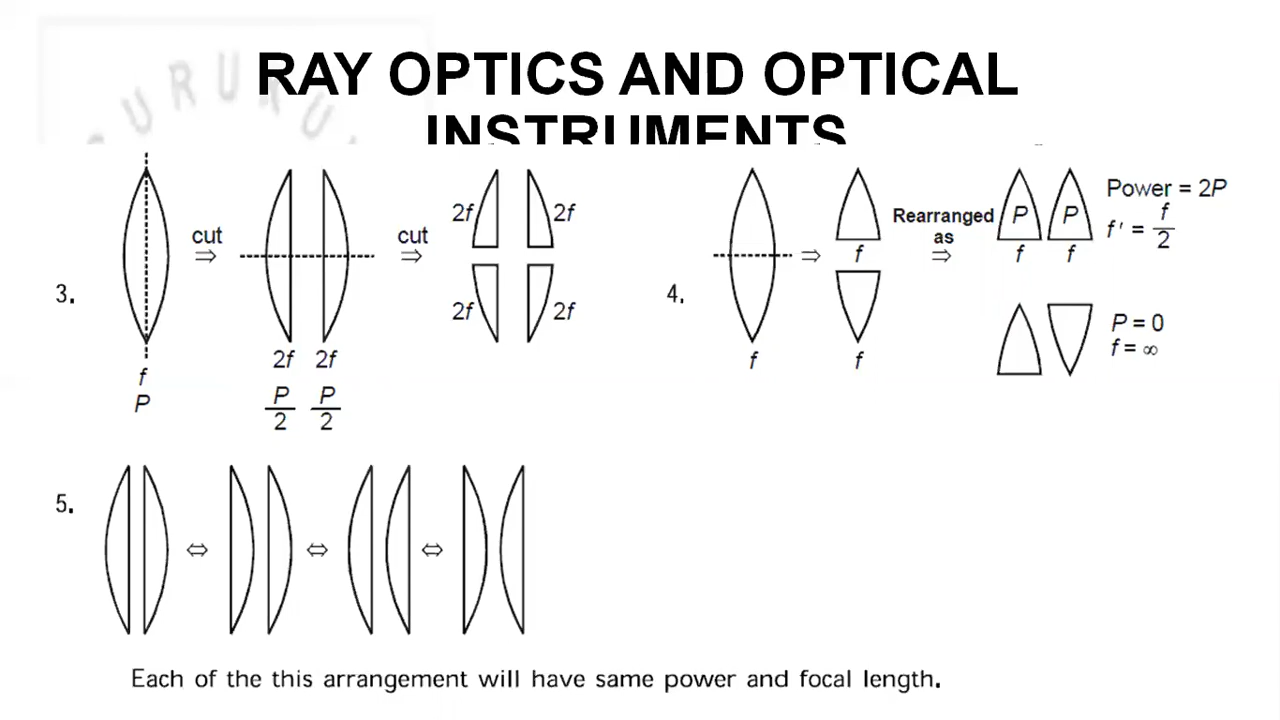 RAY OPTICS AND OPTICAL
INSTRUMENTS
3.
f
P
cut
⇒
2f 2f
P/2 P/2
cut
⇒
2f 2f
2f 2f
4.
f
⇒
f
f
Rearranged
as
⇒
P P
f f
Power = 2P
f' = f/2
P = 0
f = ∞
5.
⇔ ⇔ ⇔
Each of the this arrangement will have same power and focal length.